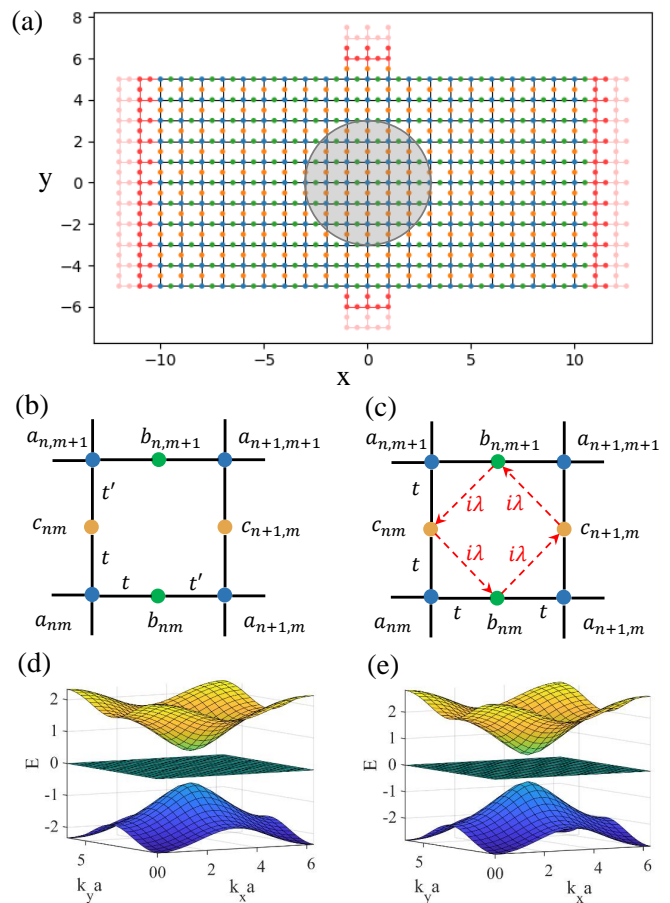 (a)
8
6
4
2
0
−2
−4
−6
y
−10 −5 0 5 10
x
(b) (c)
a_{n,m+1} b_{n,m+1} a_{n+1,m+1} a_{n,m+1} b_{n,m+1} a_{n+1,m+1}
t′ t iλ iλ
c_{nm} c_{n+1,m} c_{nm} c_{n+1,m}
t t t′ t iλ iλ
a_{nm} b_{nm} a_{n+1,m} a_{nm} t b_{nm} t a_{n+1,m}
(d) (e)
2 2
1 1
E 0 0
-1 -1
-2 -2
5 00 2 4 6 5 00 2 4 6
k_y a k_x a k_y a k_x a